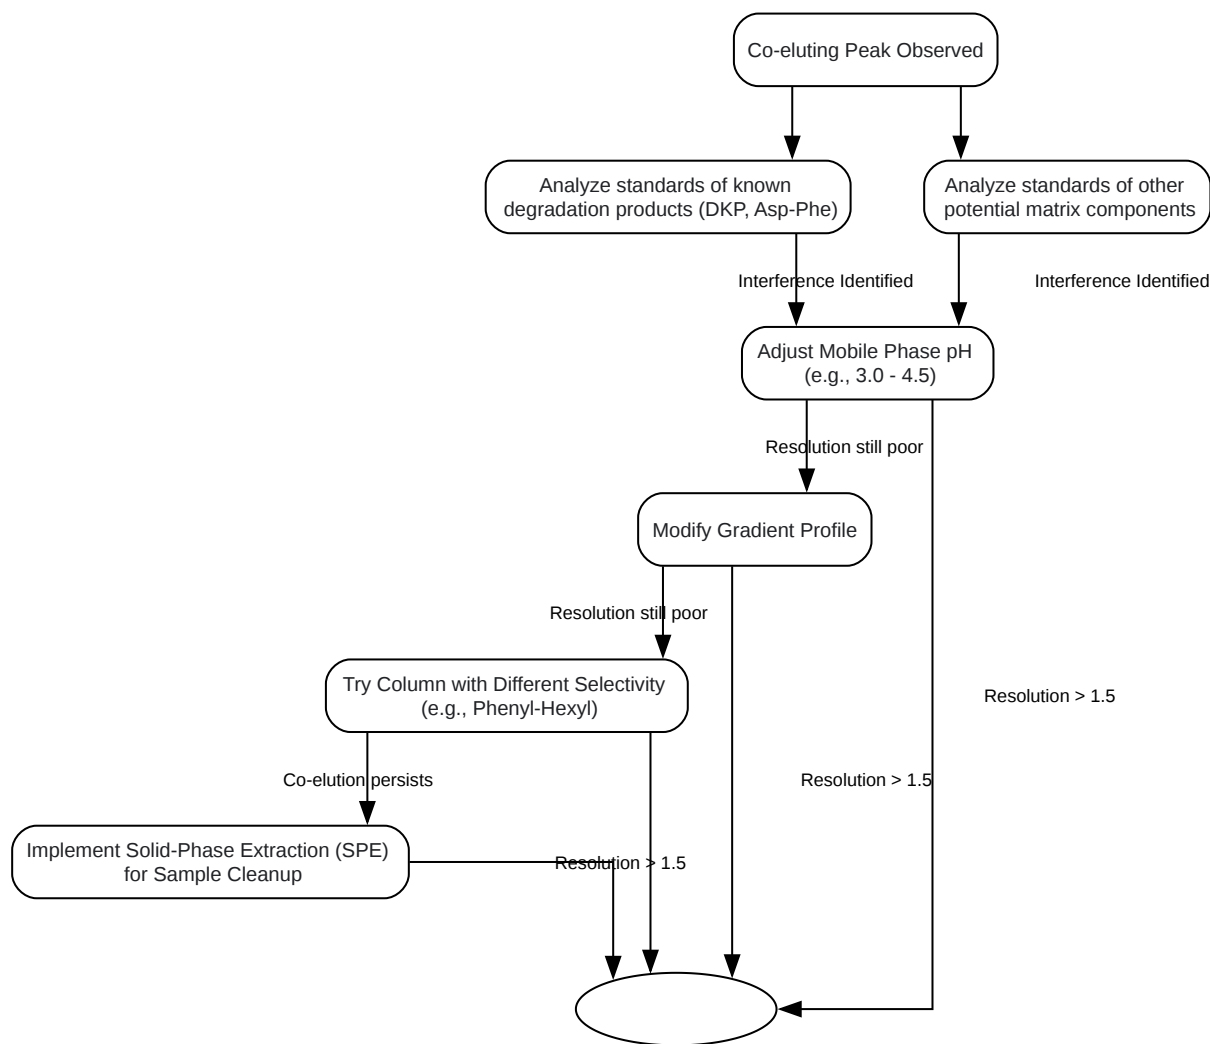 Co-eluting Peak Observed
Analyze standards of known
degradation products (DKP, Asp-Phe)
Analyze standards of other
potential matrix components
Interference Identified
Interference Identified
Adjust Mobile Phase pH
(e.g., 3.0 - 4.5)
Resolution still poor
Modify Gradient Profile
Resolution still poor
Try Column with Different Selectivity
(e.g., Phenyl-Hexyl)
Resolution > 1.5
Co-elution persists
Resolution > 1.5
Implement Solid-Phase Extraction (SPE)
for Sample Cleanup
Resolution > 1.5